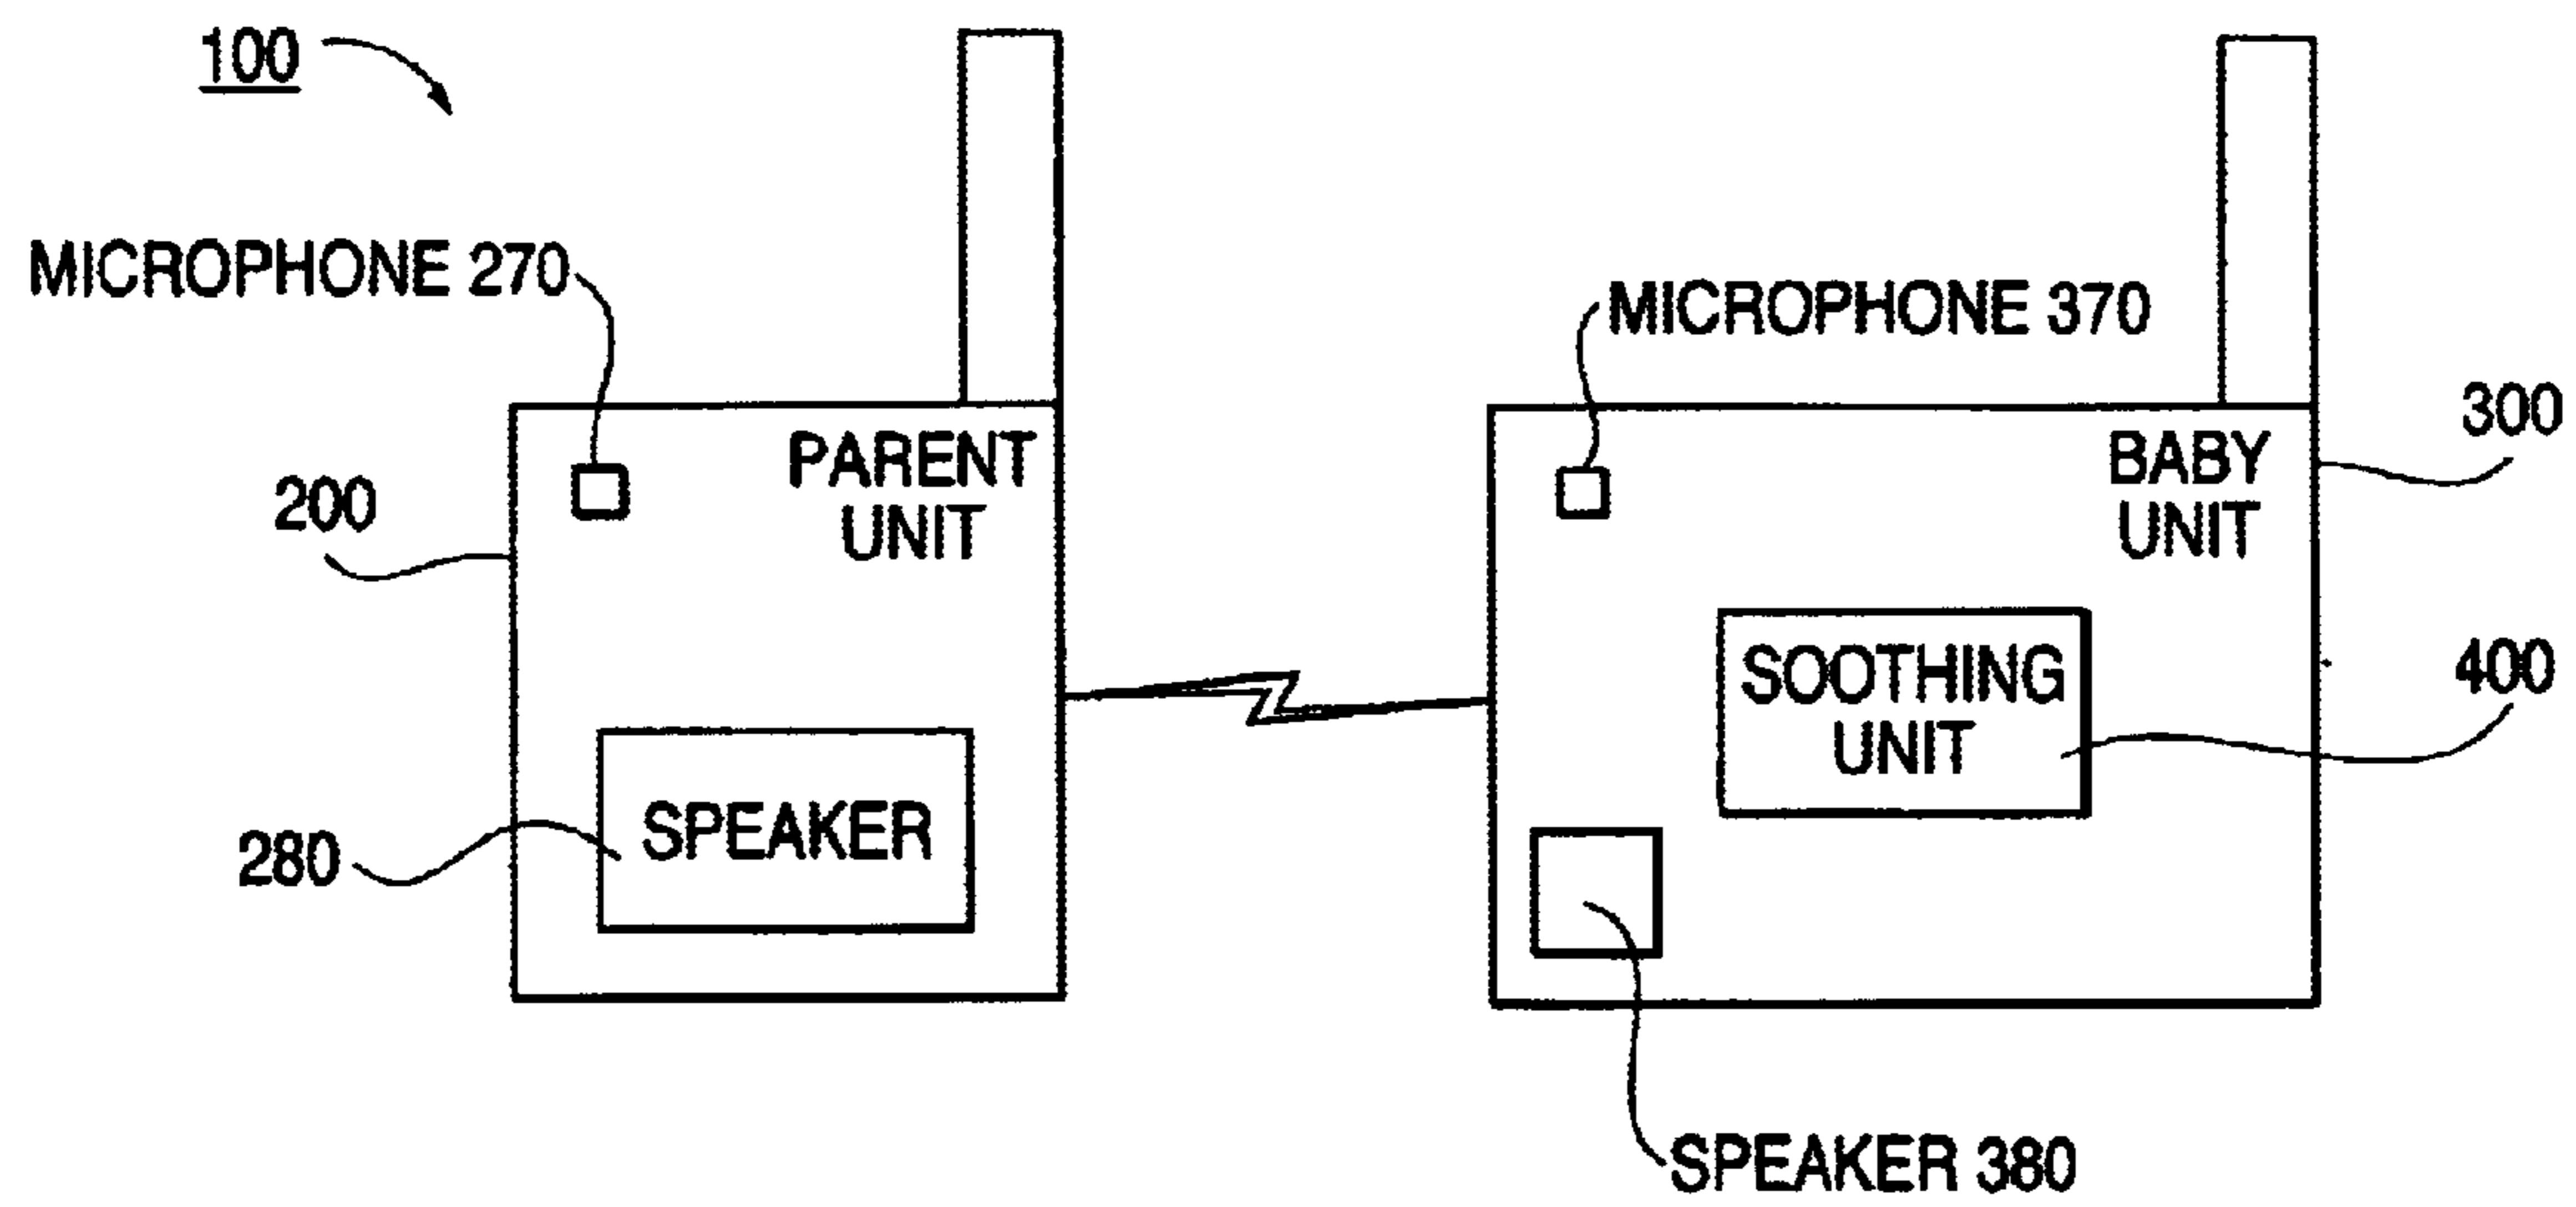 100
MICROPHONE 270
MICROPHONE 370
PARENT
UNIT
200
SPEAKER
280
BABY
UNIT
300
SOOTHING
UNIT
400
SPEAKER 380